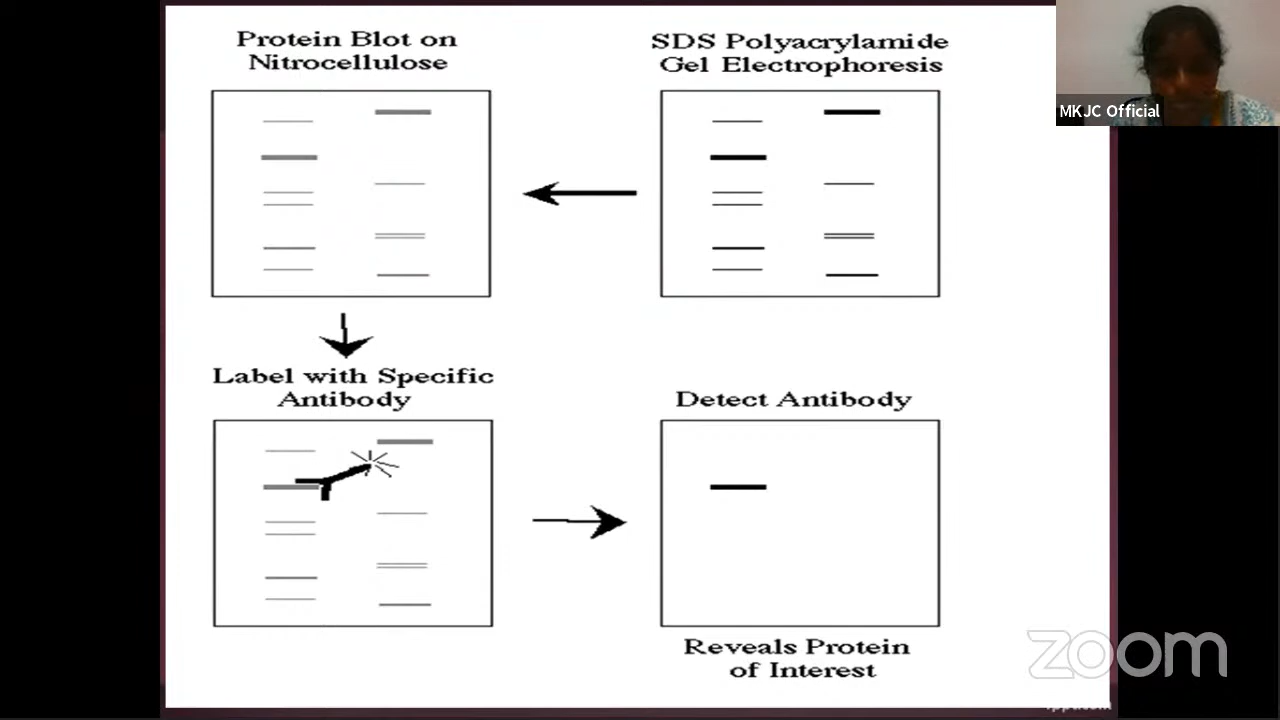 Protein Blot on
Nitrocellulose
SDS Polyacrylamide
Gel Electrophoresis
MKJC Official
Label with Specific
Antibody
Detect Antibody
Reveals Protein
of Interest
zoom